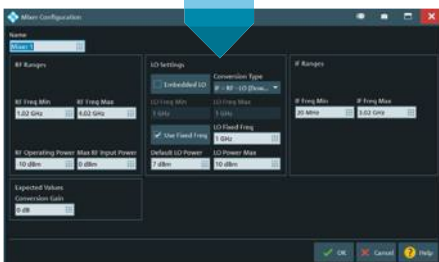 Mixer Configuration
Name
Mixer 1
RF Ranges
RF Freq Min
RF Freq Max
1.02 GHz
4.02 GHz
RF Operating Power
Max RF Input Power
-10 dBm
0 dBm
LO Settings
Embedded LO
Conversion Type
IF = RF - LO (Dow...
LO Freq Min
LO Freq Max
1 GHz
1 GHz
Use Fixed Freq
LO Fixed Freq
1 GHz
Default LO Power
LO Power Max
7 dBm
10 dBm
IF Ranges
IF Freq Min
IF Freq Max
20 MHz
3.02 GHz
Expected Values
Conversion Gain
0 dB
OK
Cancel
Help